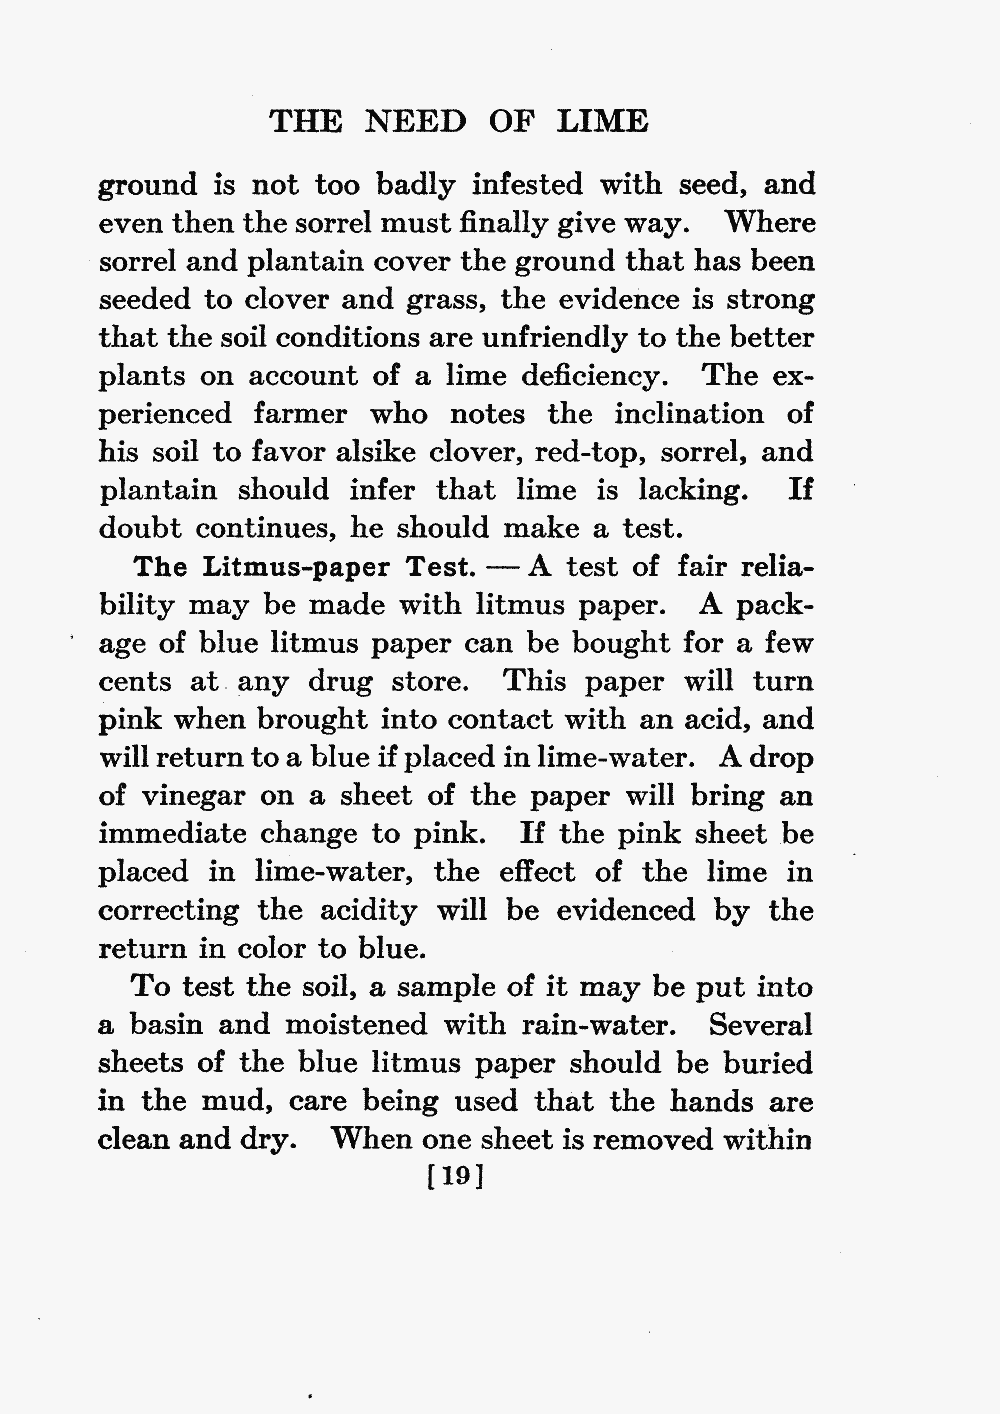 THE NEED OF LIME
ground is not too badly infested with seed, and
even then the sorrel must finally give way. Where
sorrel and plantain cover the ground that has been
seeded to clover and grass, the evidence is strong
that the soil conditions are unfriendly to the better
plants on account of a lime deficiency. The ex-
perienced farmer who notes the inclination of
his soil to favor alsike clover, red-top, sorrel, and
plantain should infer that lime is lacking. If
doubt continues, he should make a test.
The Litmus-paper Test. — A test of fair relia-
bility may be made with litmus paper. A pack-
age of blue litmus paper can be bought for a few
cents at any drug store. This paper will turn
pink when brought into contact with an acid, and
will return to a blue if placed in lime-water. A drop
of vinegar on a sheet of the paper will bring an
immediate change to pink. If the pink sheet be
placed in lime-water, the effect of the lime in
correcting the acidity will be evidenced by the
return in color to blue.
To test the soil, a sample of it may be put into
a basin and moistened with rain-water. Several
sheets of the blue litmus paper should be buried
in the mud, care being used that the hands are
clean and dry. When one sheet is removed within
[19]